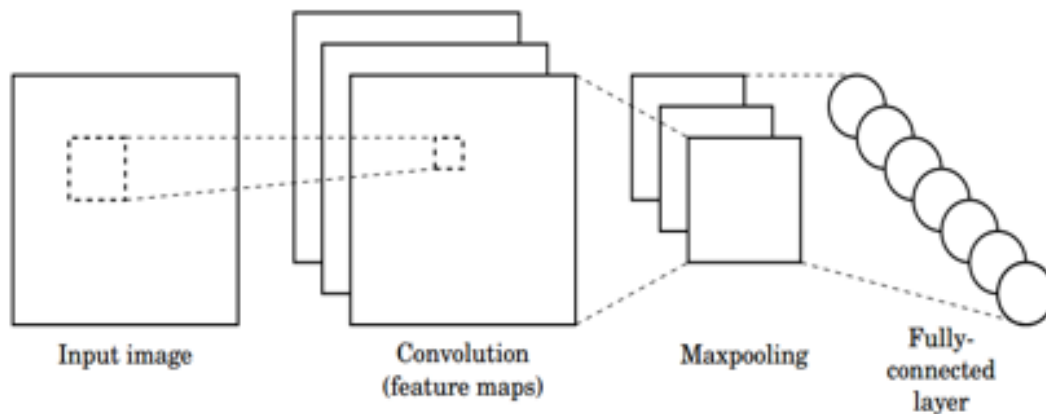 Input image
Convolution
(feature maps)
Maxpooling
Fully-
connected
layer